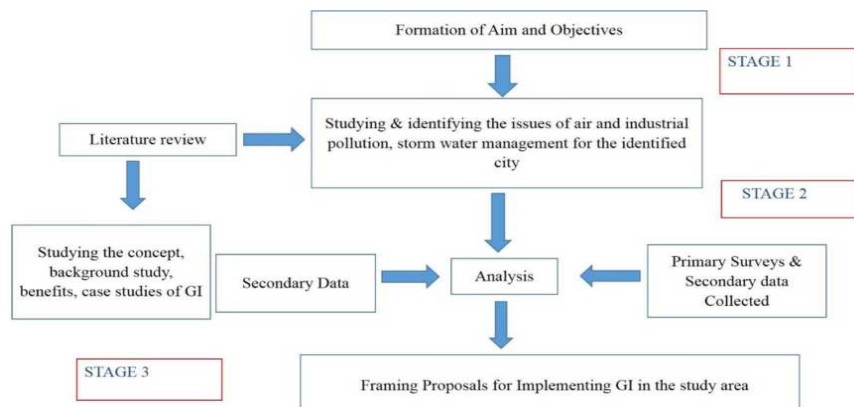 Formation of Aim and Objectives
STAGE 1
Literature review
Studying & identifying the issues of air and industrial
pollution, storm water management for the identified
city
STAGE 2
Studying the concept,
background study,
benefits, case studies of GI
Secondary Data
Analysis
Primary Surveys &
Secondary data
Collected
STAGE 3
Framing Proposals for Implementing GI in the study area